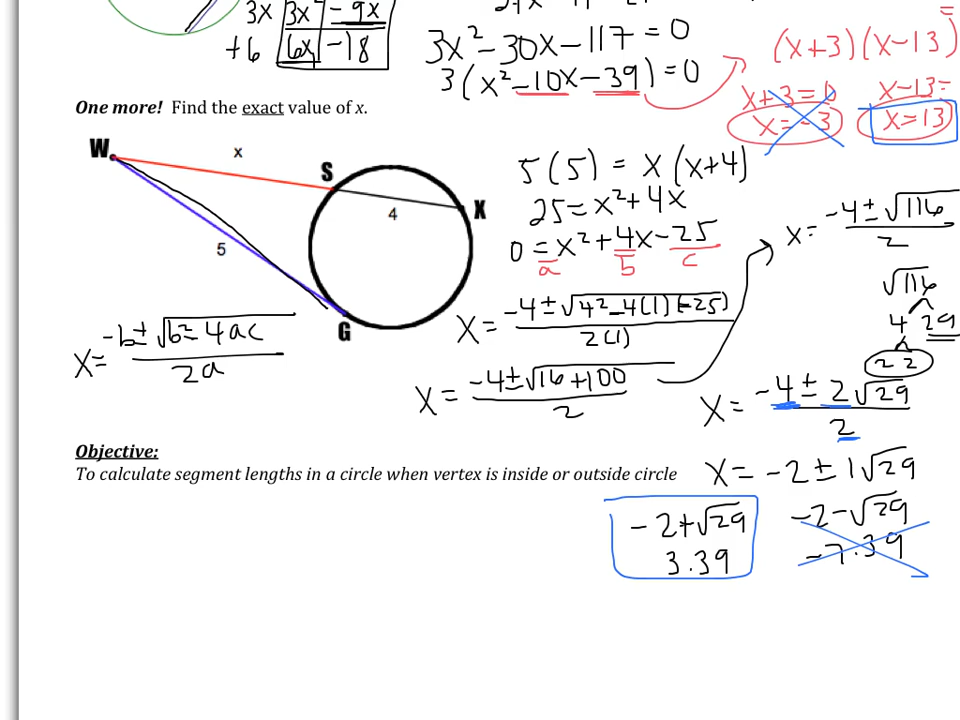 3x 3x² -9x
+6 6x -18
3x² - 30x - 117 = 0
3(x² - 10x - 39) = 0
(x+3)(x-13)
x+3=0
x=-3
x-13=
x=13
One more! Find the exact value of x.
W
x
S
4
X
5
G
x = -b ± √b² - 4ac / 2a
5(5) = x(x+4)
25 = x² + 4x
0 = x² + 4x - 25
a b c
x = -4 ± √4² - 4(1)(-25) / 2(1)
x = -4 ± √16 + 100 / 2
x = -4 ± √116 / 2
√116
4 29
2 2
x = -4 ± 2√29 / 2
x = -2 ± 1√29
-2 + √29
3.39
-2 - √29
-7.39
Objective:
To calculate segment lengths in a circle when vertex is inside or outside circle